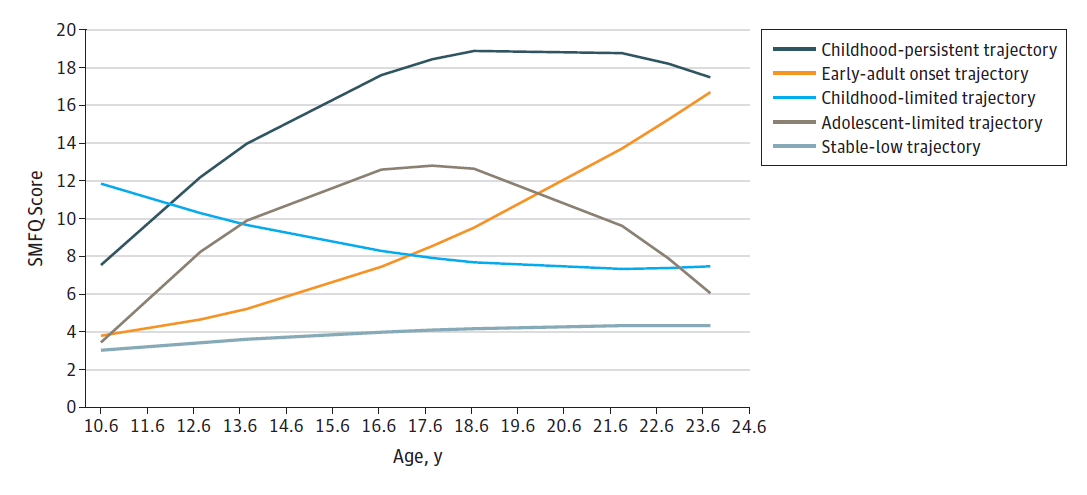 20
18
16
14
12
10
8
6
4
2
0
SMFQ Score
10.6 11.6 12.6 13.6 14.6 15.6 16.6 17.6 18.6 19.6 20.6 21.6 22.6 23.6 24.6
Age, y
Childhood-persistent trajectory
Early-adult onset trajectory
Childhood-limited trajectory
Adolescent-limited trajectory
Stable-low trajectory